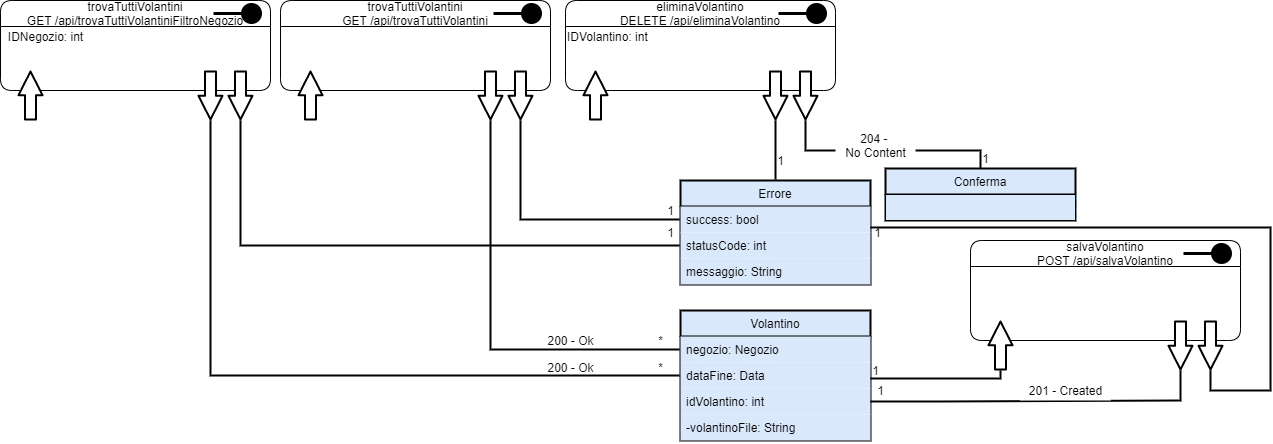 trovaTuttiVolantini
GET /api/trovaTuttiVolantiniFiltroNegozio
IDNegozio: int
trovaTuttiVolantini
GET /api/trovaTuttiVolantini
eliminaVolantino
DELETE /api/eliminaVolantino
IDVolantino: int
204 -
No Content
1
1
Conferma
Errore
success: bool
statusCode: int
messaggio: String
1
1
1
salvaVolantino
POST /api/salvaVolantino
Volantino
negozio: Negozio
dataFine: Data
idVolantino: int
-volantinoFile: String
200 - Ok
*
200 - Ok
*
1
1
201 - Created